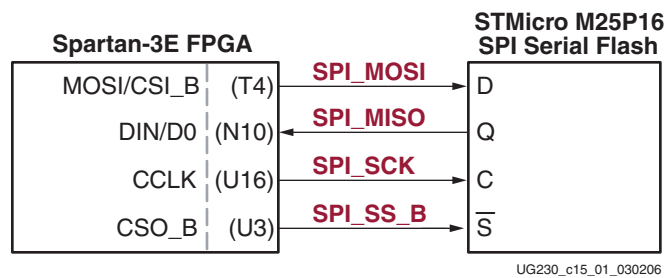 STMicro M25P16
SPI Serial Flash
Spartan-3E FPGA
MOSI/CSI_B (T4) SPI_MOSI D
DIN/D0 (N10) SPI_MISO Q
CCLK (U16) SPI_SCK C
CSO_B (U3) SPI_SS_B S̅
UG230_c15_01_030206